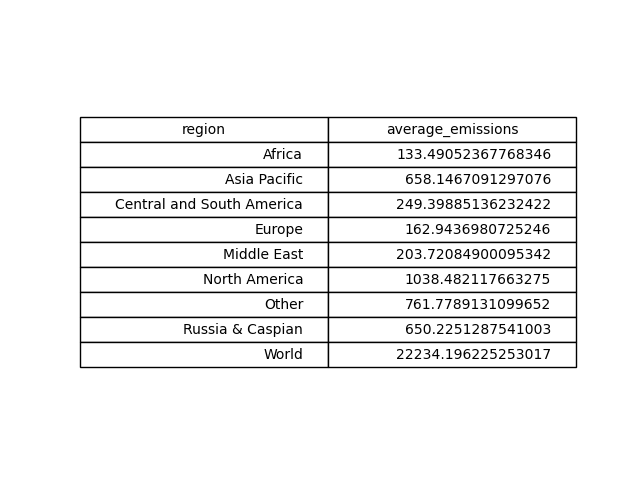 region average_emissions
Africa 133.49052367768346
Asia Pacific 658.1467091297076
Central and South America 249.39885136232422
Europe 162.9436980725246
Middle East 203.72084900095342
North America 1038.482117663275
Other 761.7789131099652
Russia & Caspian 650.2251287541003
World 22234.196225253017